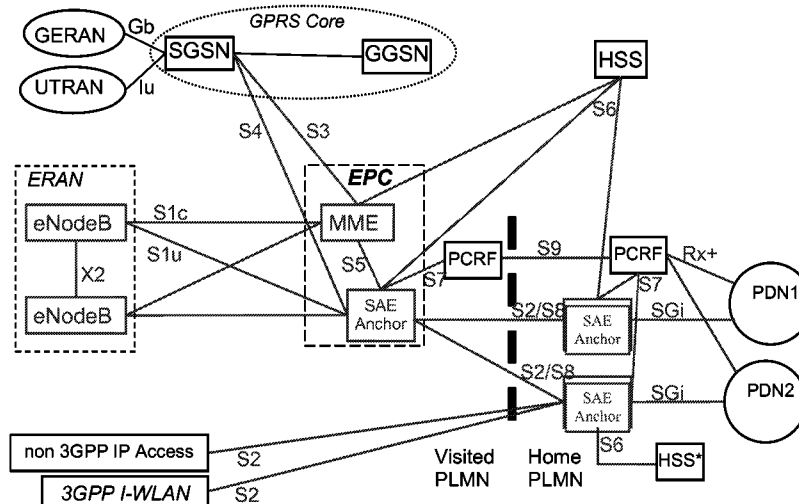 GERAN
Gb
GPRS Core
SGSN
GGSN
HSS
UTRAN
Iu
S4
S3
S6
ERAN
EPC
eNodeB
S1c
MME
S1u
S5
PCRF
S9
PCRF
Rx+
X2
S7
S7
PDN1
eNodeB
SAE
Anchor
S2/S8
SAE
Anchor
SGi
S2/S8
SAE
Anchor
SGi
PDN2
non 3GPP IP Access
S2
Visited
PLMN
Home
PLMN
S6
HSS*
3GPP I-WLAN
S2